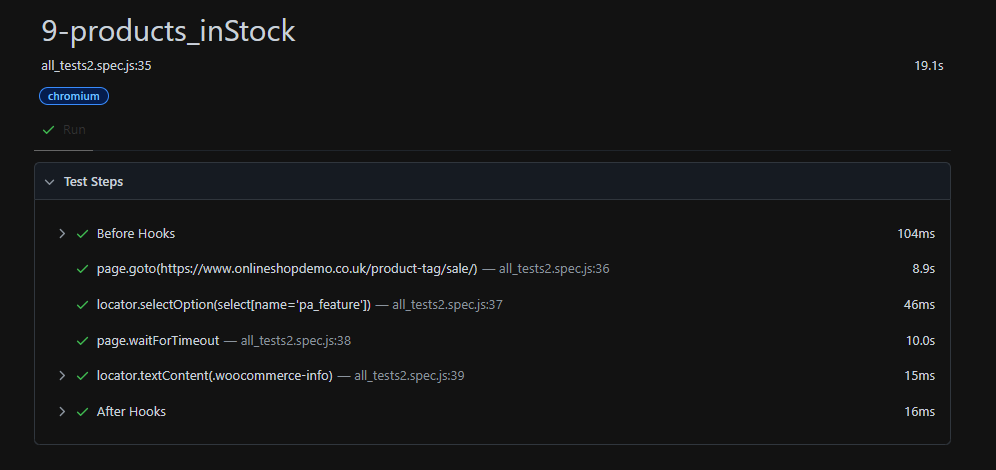 9-products_inStock
all_tests2.spec.js:35 19.1s
chromium
Run
Test Steps
Before Hooks 104ms
page.goto(https://www.onlineshopdemo.co.uk/product-tag/sale/) — all_tests2.spec.js:36 8.9s
locator.selectOption(select[name='pa_feature']) — all_tests2.spec.js:37 46ms
page.waitForTimeout — all_tests2.spec.js:38 10.0s
locator.textContent(.woocommerce-info) — all_tests2.spec.js:39 15ms
After Hooks 16ms